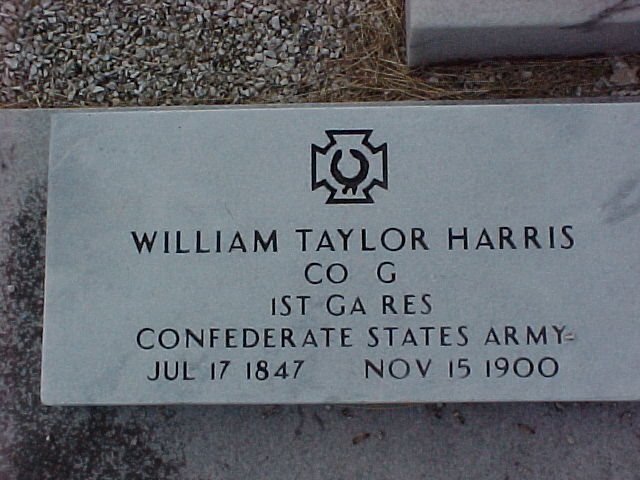 WILLIAM TAYLOR HARRIS
CO G
1ST GA RES
CONFEDERATE STATES ARMY
JUL 17 1847 NOV 15 1900